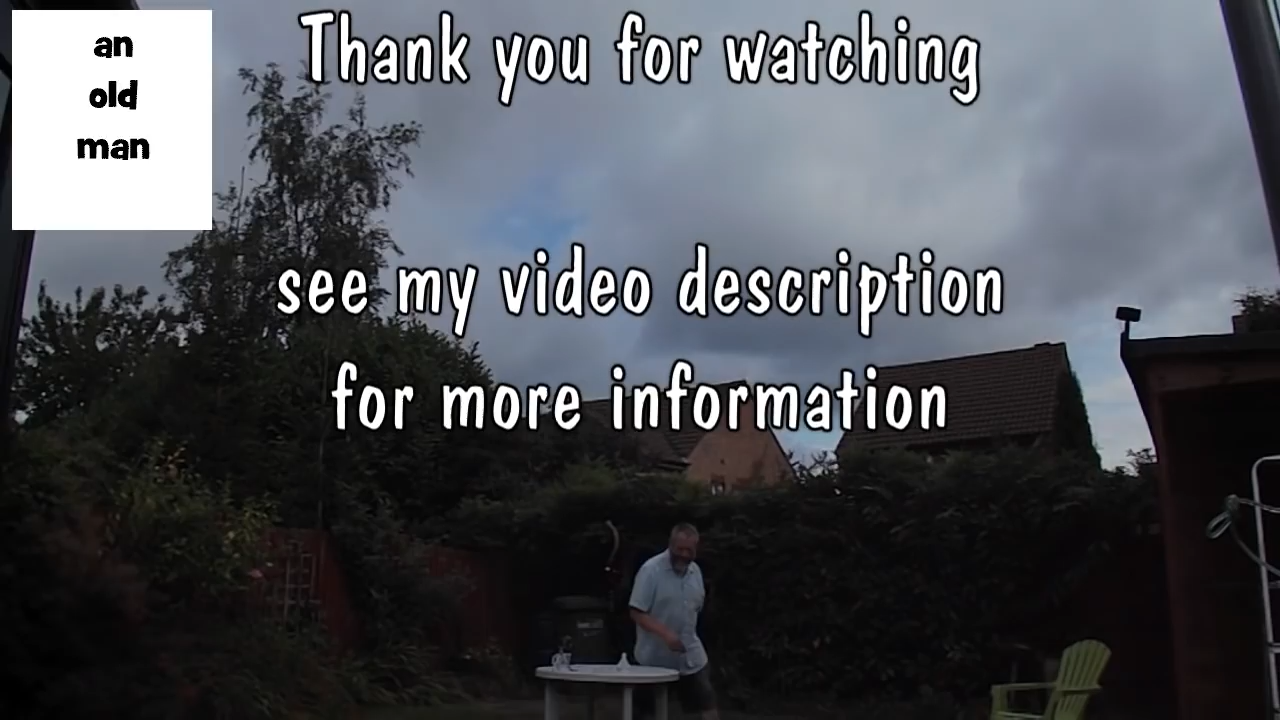 an
old
man
Thank you for watching
see my video description
for more information